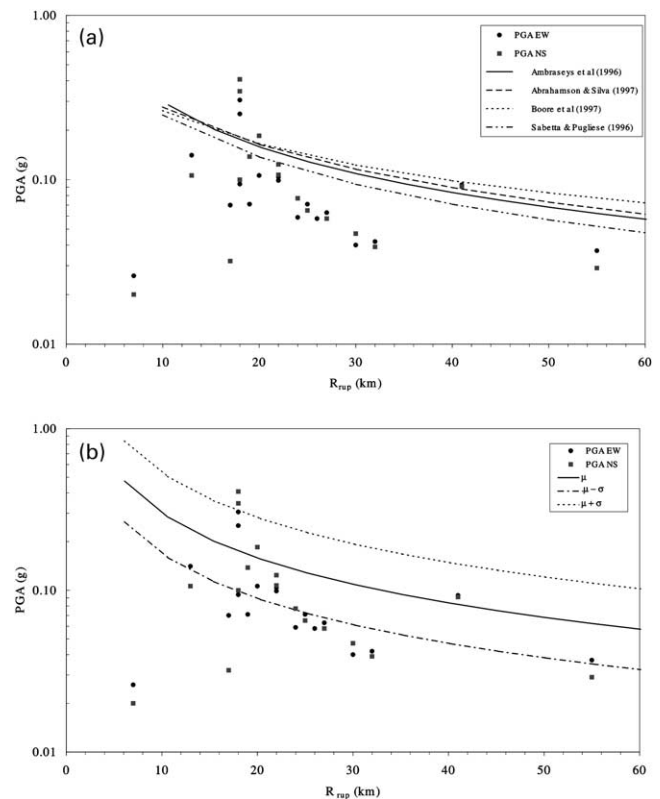 (a)
1.00
0.10
0.01
PGA (g)
PGA EW
PGA NS
Ambraseys et al (1996)
Abrahamson & Silva (1997)
Boore et al (1997)
Sabetta & Pugliese (1996)
0 10 20 30 40 50 60
Rrup (km)
(b)
1.00
0.10
0.01
PGA (g)
PGA EW
PGA NS
μ
μ − σ
μ + σ
0 10 20 30 40 50 60
R rup (km)